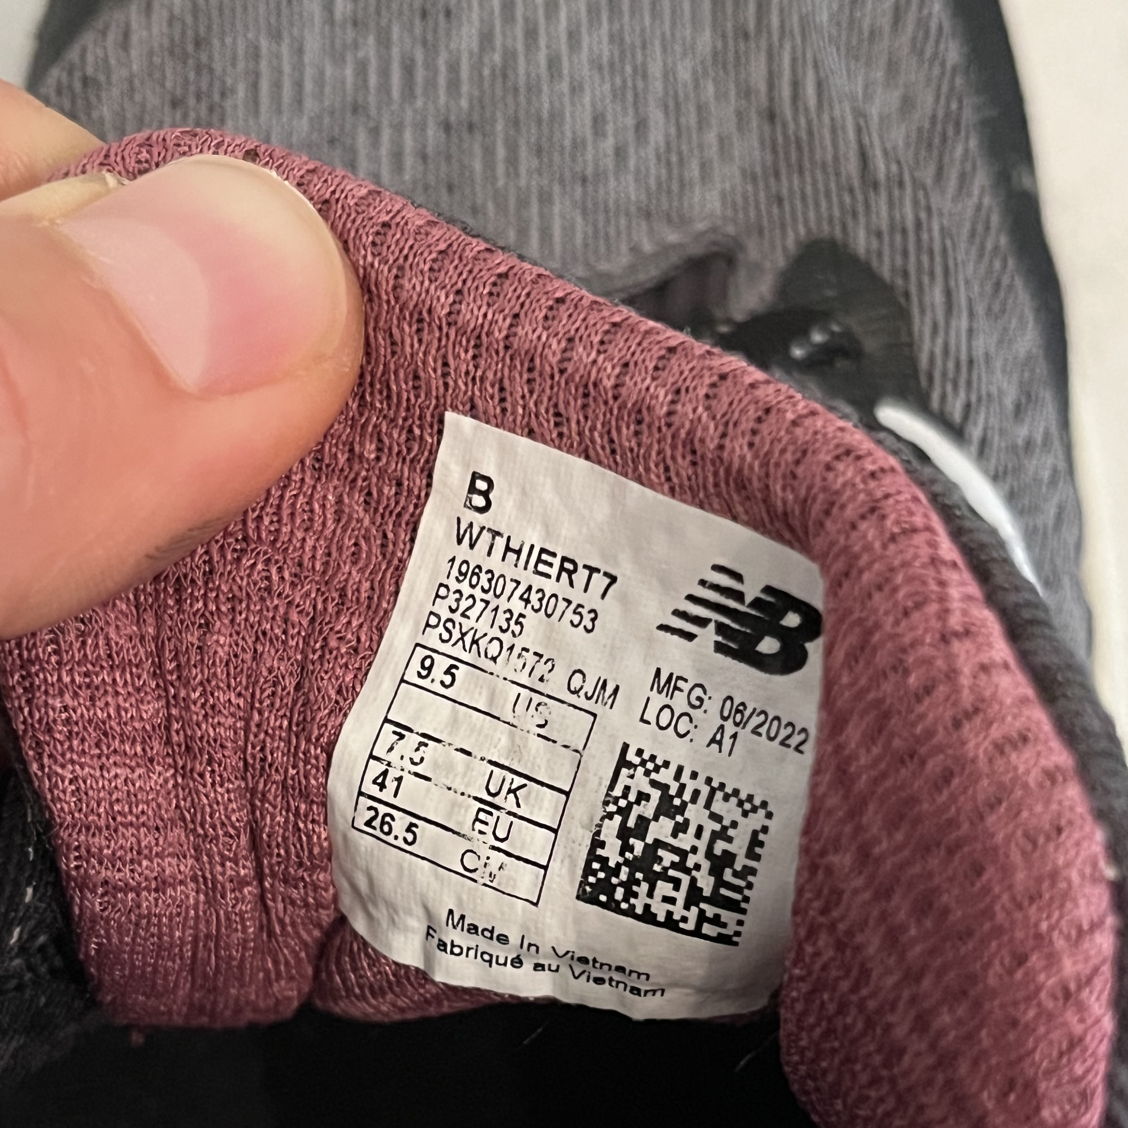 B
WTHIERT7
196307430753
P327135
PSXKQ1572 QJM
NB
MFG: 06/2022
LOC: A1
9.5 US
7.5 UK
41 EU
26.5 CM
Made In Vietnam
Fabriqué au Vietnam